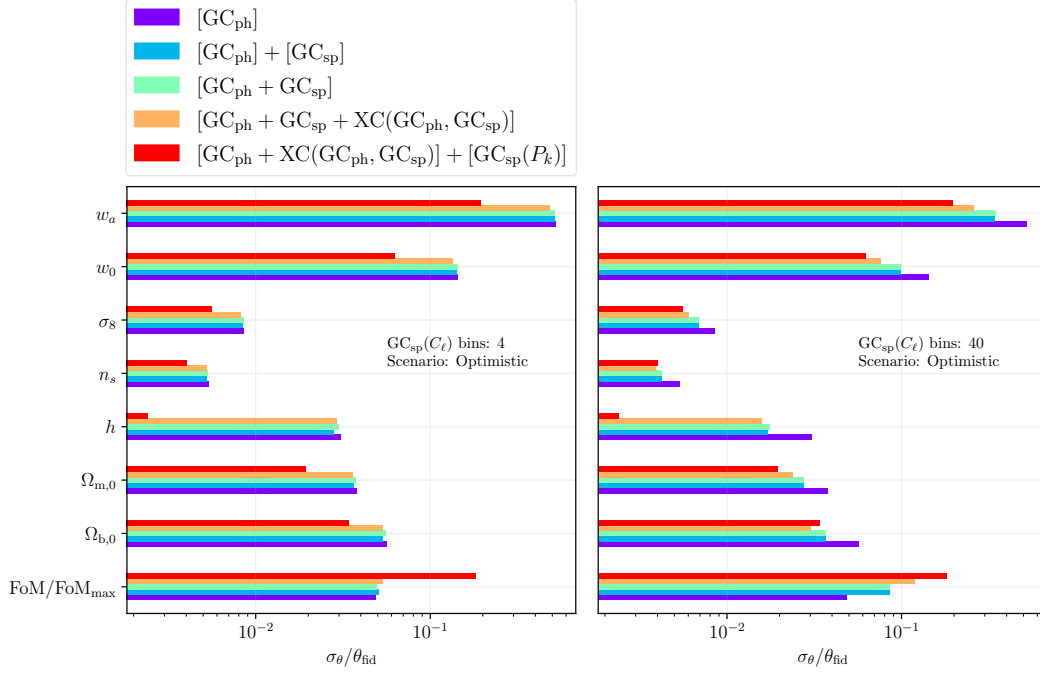 [GC_ph]
[GC_ph] + [GC_sp]
[GC_ph + GC_sp]
[GC_ph + GC_sp + XC(GC_ph, GC_sp)]
[GC_ph + XC(GC_ph, GC_sp)] + [GC_sp(P_k)]
w_a
w_0
σ_8
n_s
h
Ω_m,0
Ω_b,0
FoM/FoM_max
GC_sp(C_ℓ) bins: 4
Scenario: Optimistic
10^−2
10^−1
σ_θ/θ_fid
GC_sp(C_ℓ) bins: 40
Scenario: Optimistic
10^−2
10^−1
σ_θ/θ_fid